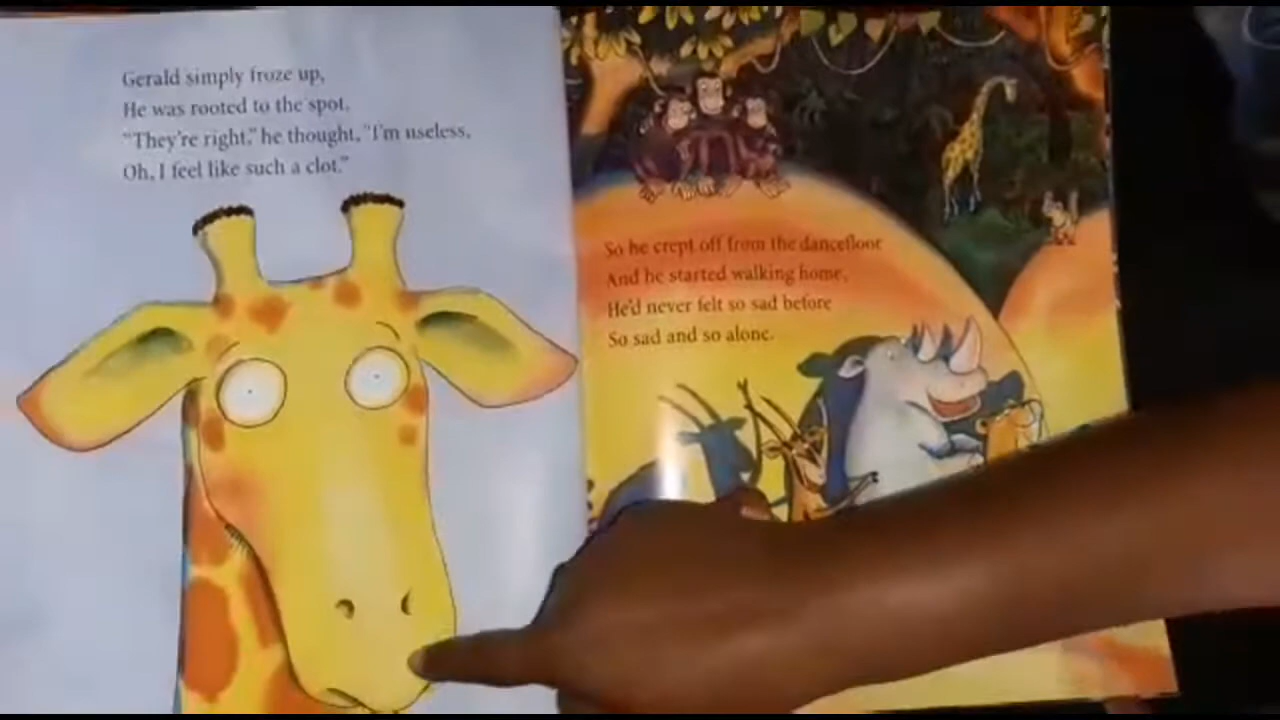 Gerald simply froze up,
He was rooted to the spot.
"They're right," he thought, "I'm useless,
Oh, I feel like such a clot."
So he crept off from the dancefloor
And he started walking home,
He'd never felt so sad before
So sad and so alone.